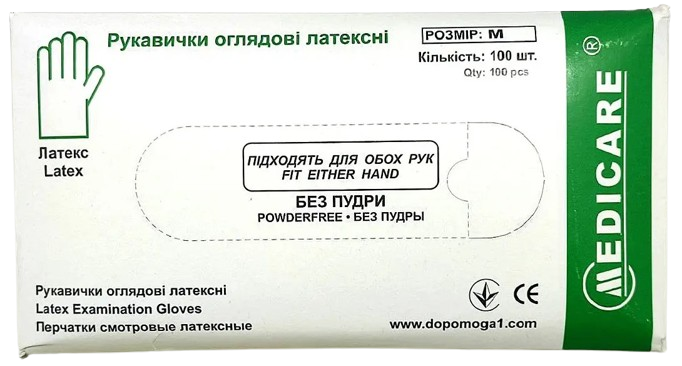 Рукавички оглядові латексні
РОЗМІР: M
Кількість: 100 шт.
Qty: 100 pcs
Латекс
Latex
ПІДХОДЯТЬ ДЛЯ ОБОХ РУК
FIT EITHER HAND
БЕЗ ПУДРИ
POWDERFREE • БЕЗ ПУДРЫ
MEDICARE ®
Рукавички оглядові латексні
Latex Examination Gloves
Перчатки смотровые латексные
CE
www.dopomoga1.com